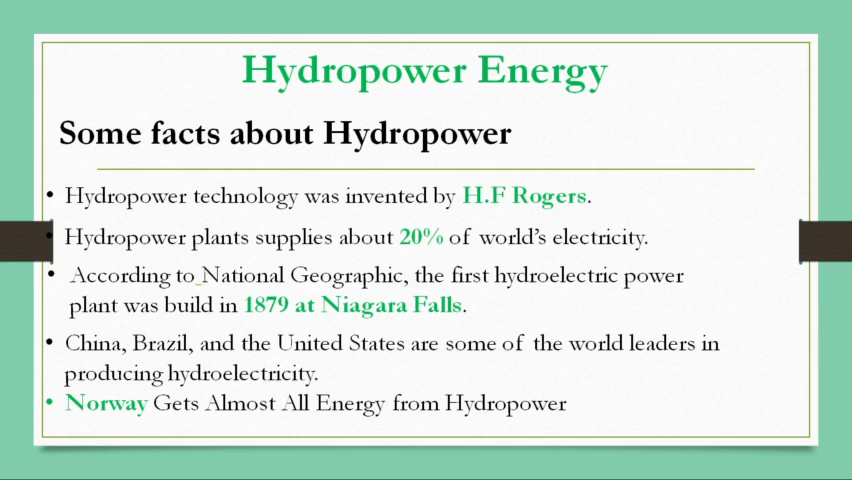 Hydropower Energy
Some facts about Hydropower
• Hydropower technology was invented by H.F Rogers.
• Hydropower plants supplies about 20% of world's electricity.
• According to National Geographic, the first hydroelectric power
plant was build in 1879 at Niagara Falls.
• China, Brazil, and the United States are some of the world leaders in
producing hydroelectricity.
• Norway Gets Almost All Energy from Hydropower